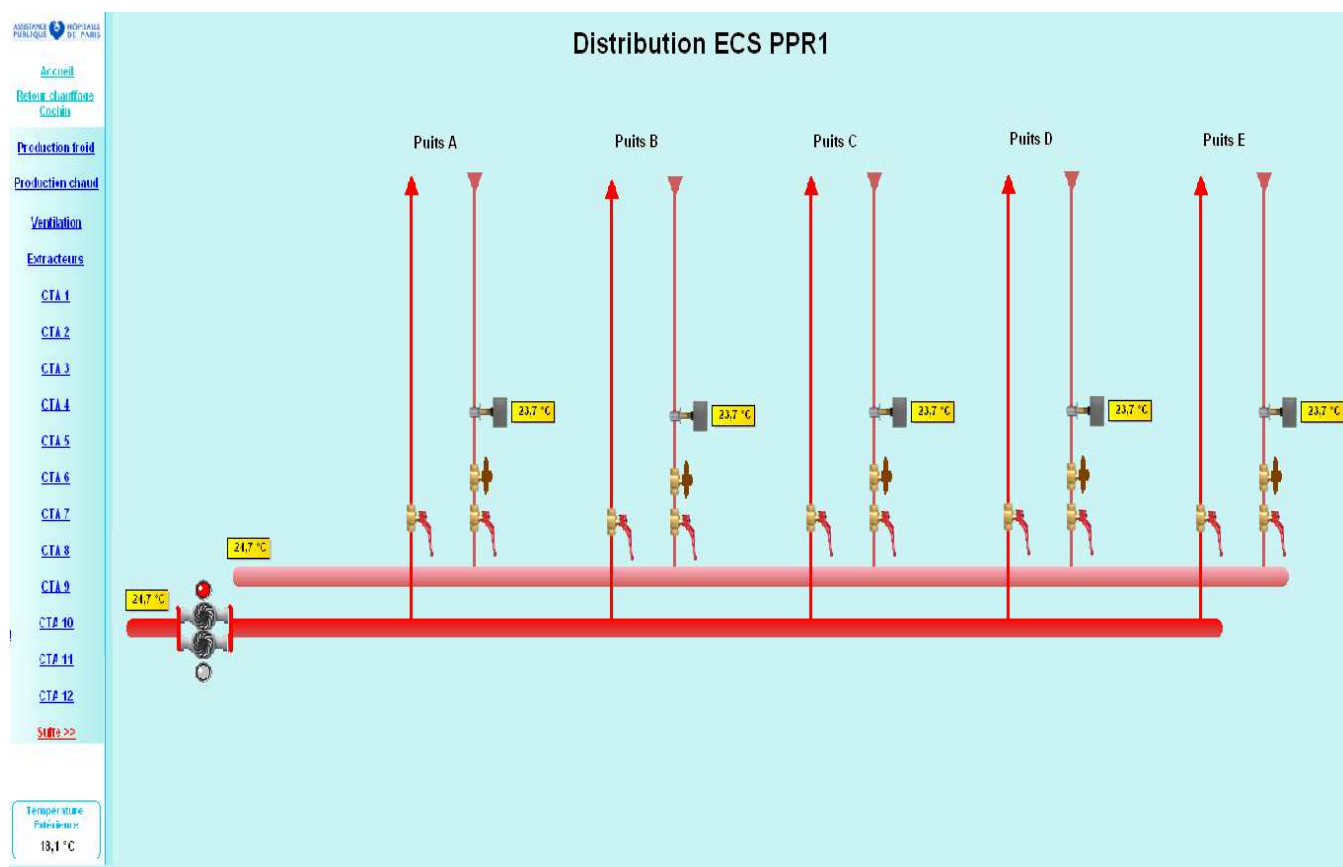 ASSISTANCE HÔPITAUX
PUBLIQUE DE PARIS
Distribution ECS PPR1
Accueil
Retour chauffage
Cochin
Production froid
Production chaud
Ventilation
Extracteurs
CTA 1
CTA 2
CTA 3
CTA 4
CTA 5
CTA 6
CTA 7
CTA 8
CTA 9
CTA 10
CTA 11
CTA 12
Suite >>
Température
Extérieure
Puits A
Puits B
Puits C
Puits D
Puits E
23,7 °C
23,7 °C
23,7 °C
23,7 °C
23,7 °C
24,7 °C
24,7 °C